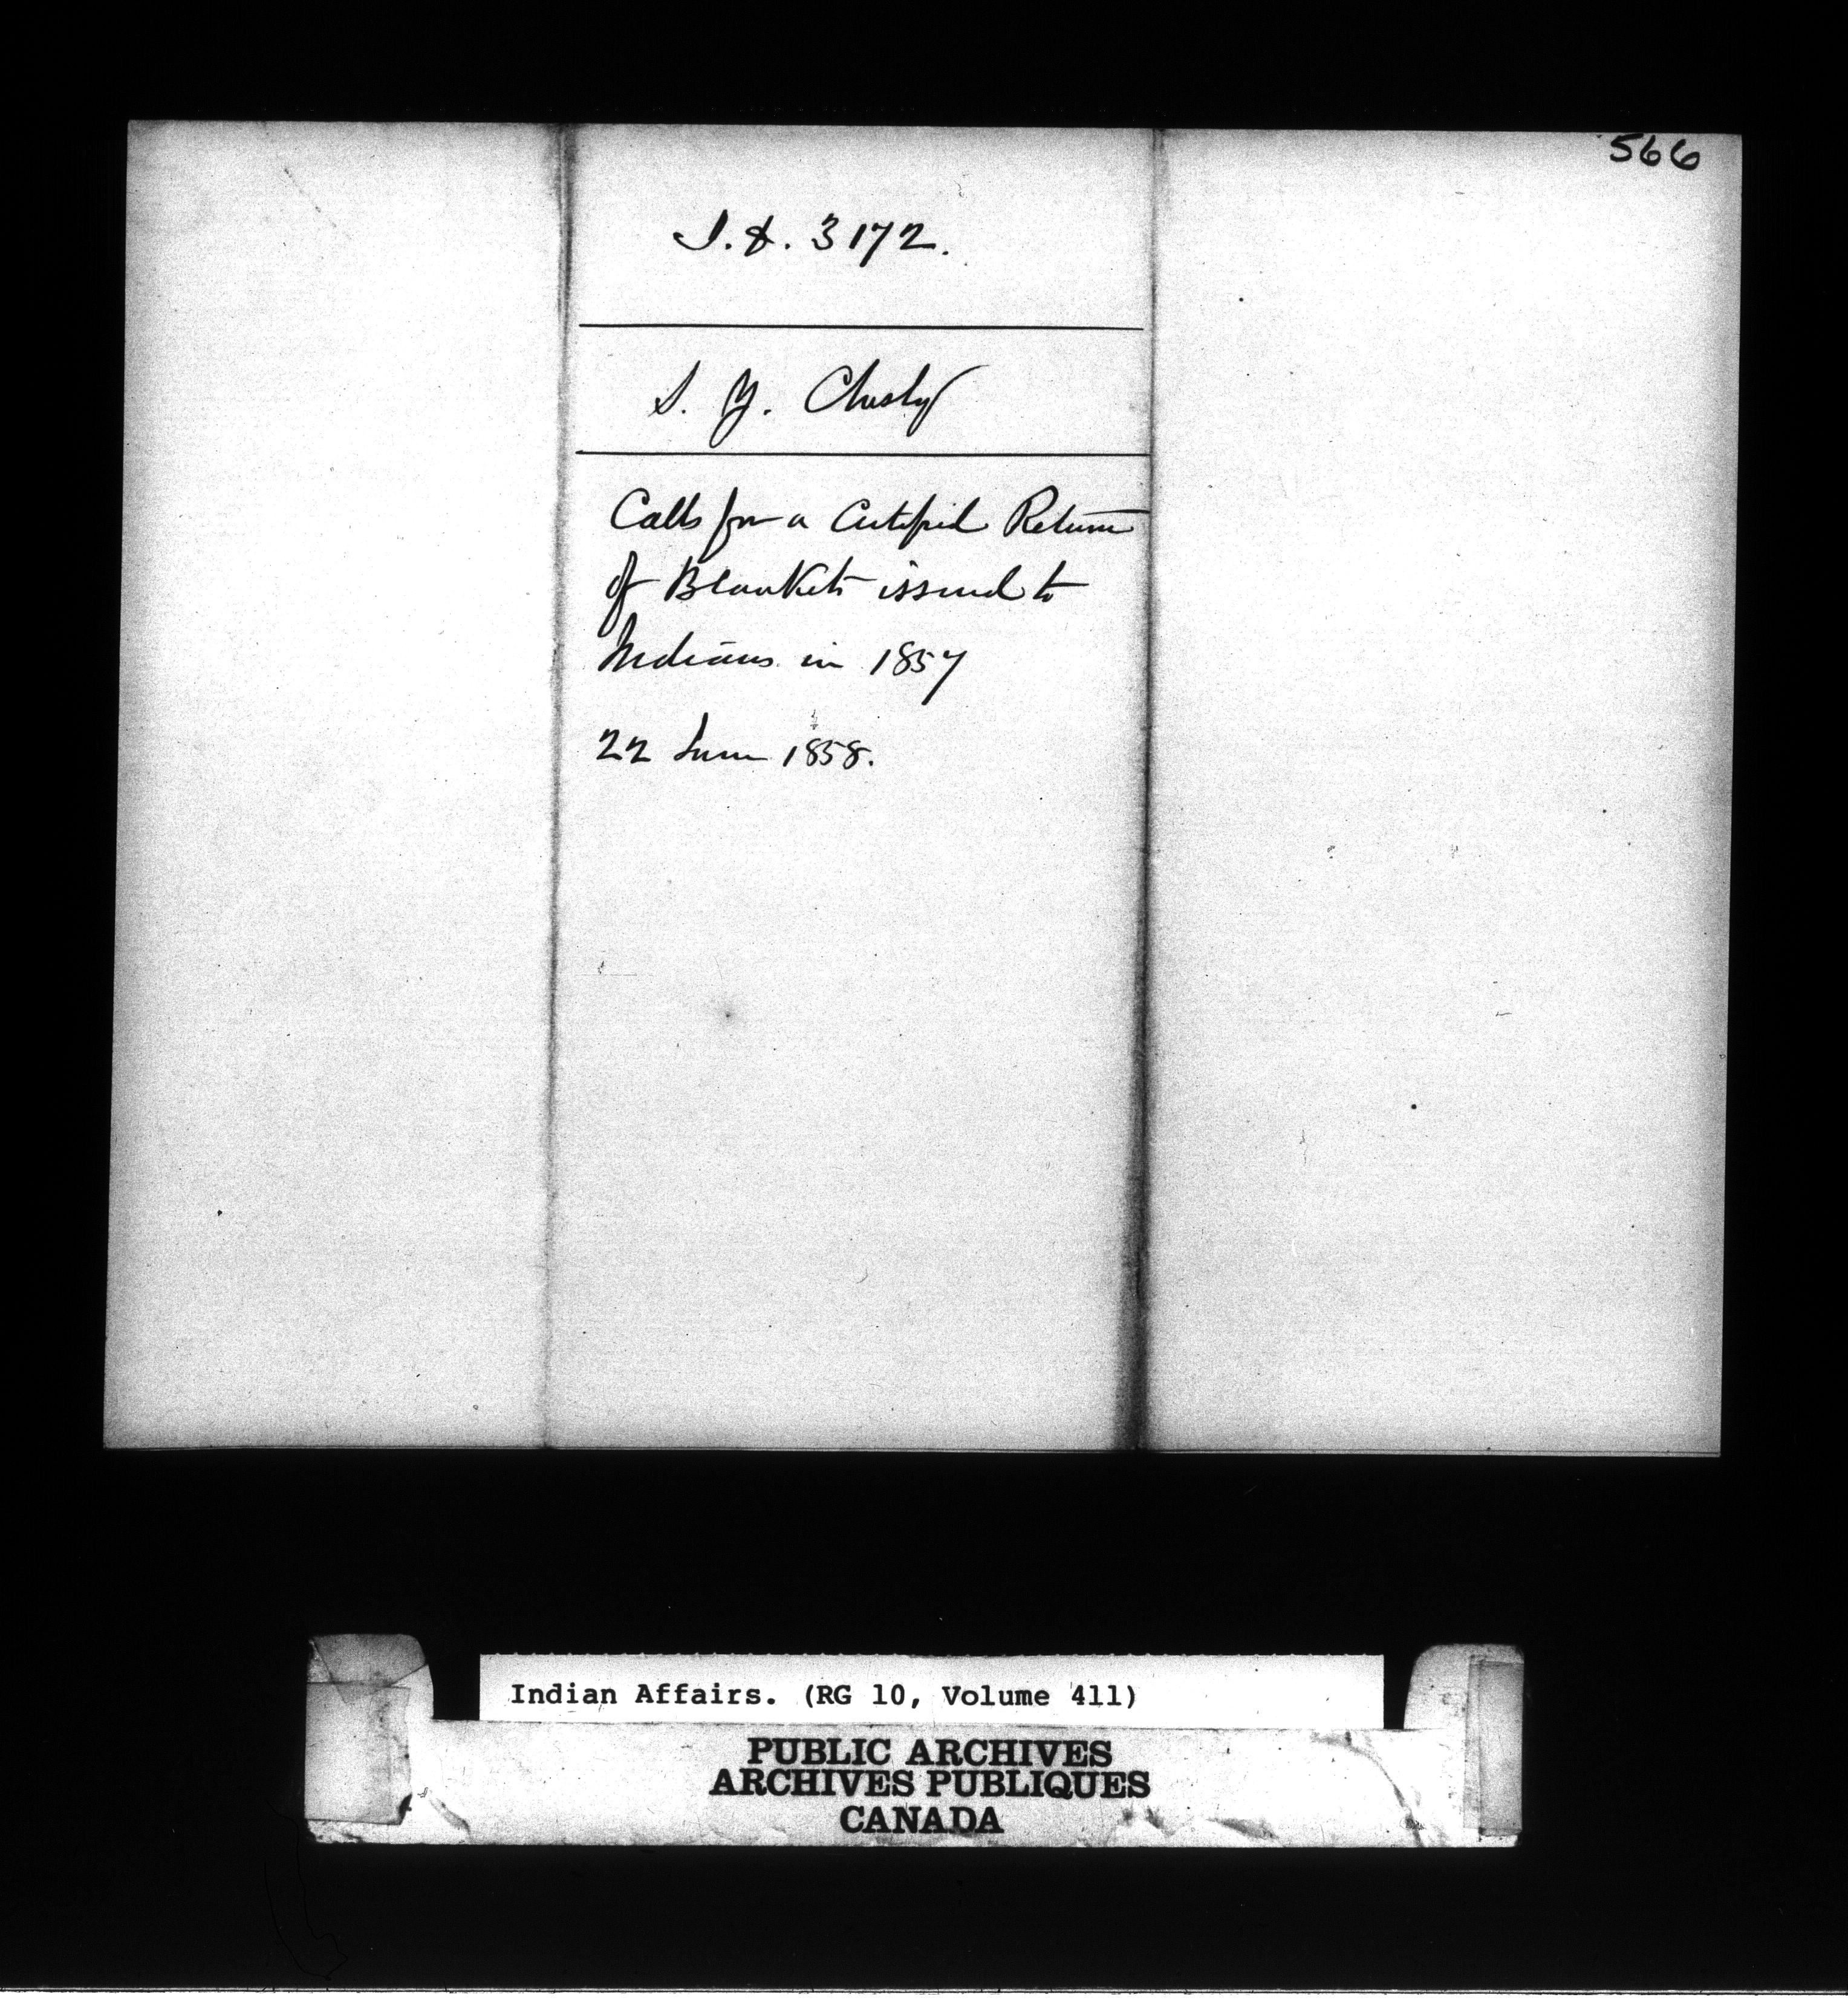 566
I. &. 3172.
S. Y. Chesley
Calls for a Certified Return
of Blankets issued to
Indians in 1857
22 June 1858.
Indian Affairs. (RG 10, Volume 411)
PUBLIC ARCHIVES
ARCHIVES PUBLIQUES
CANADA